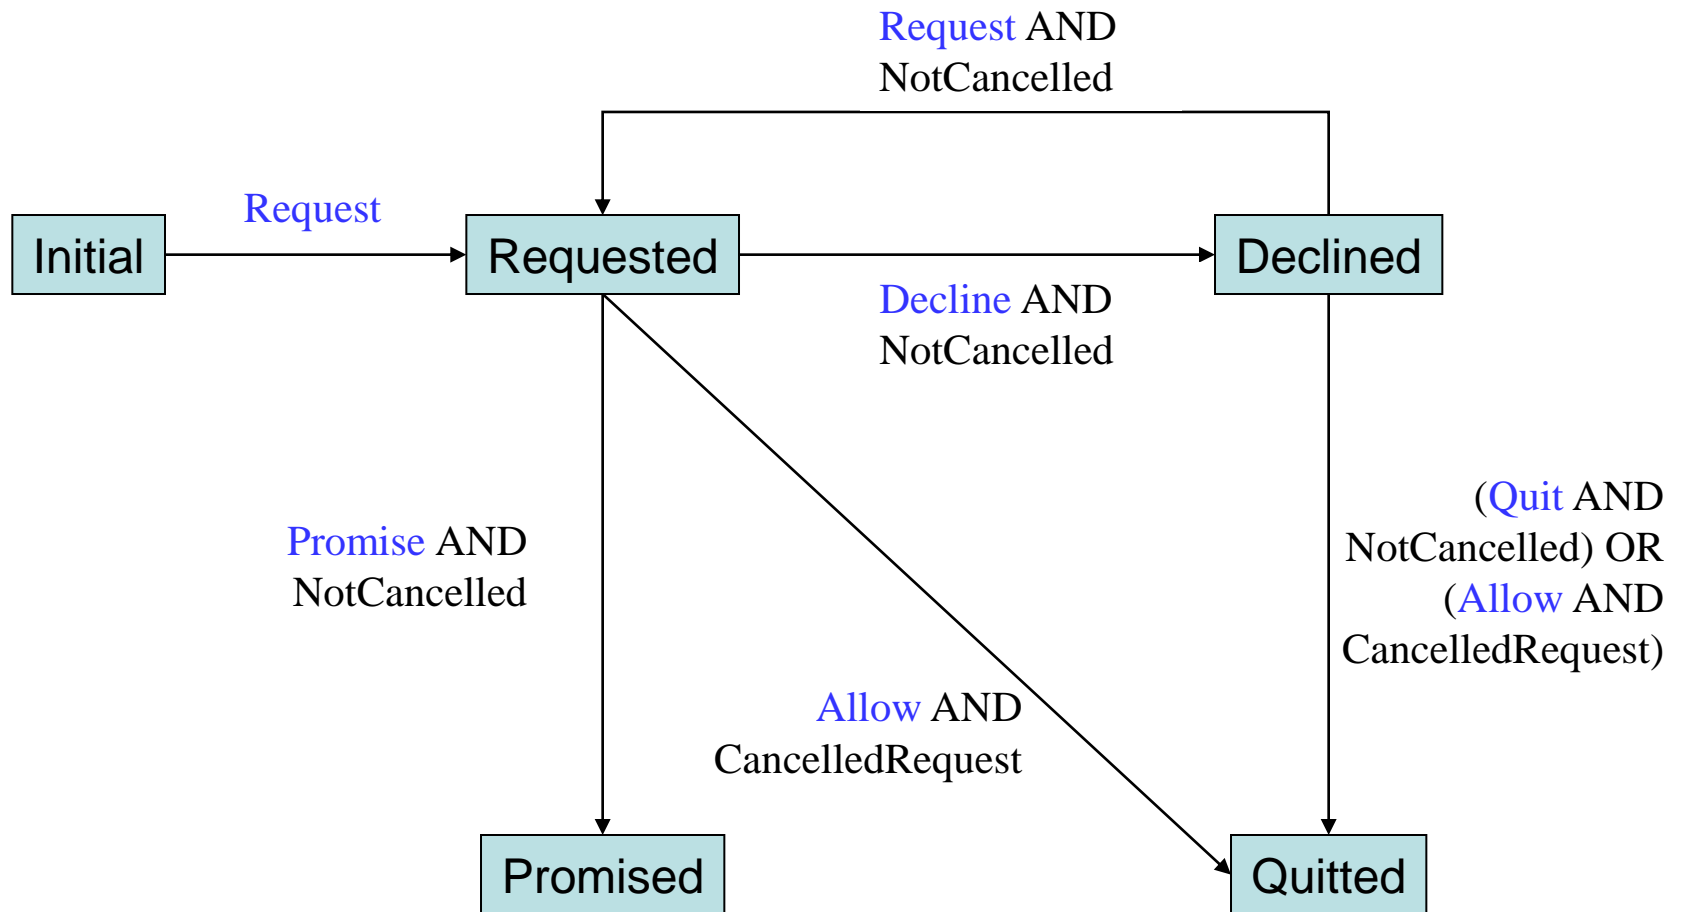 Request AND
NotCancelled
Request
Initial
Requested
Declined
Decline AND
NotCancelled
(Quit AND
NotCancelled) OR
(Allow AND
CancelledRequest)
Promise AND
NotCancelled
Allow AND
CancelledRequest
Promised
Quitted